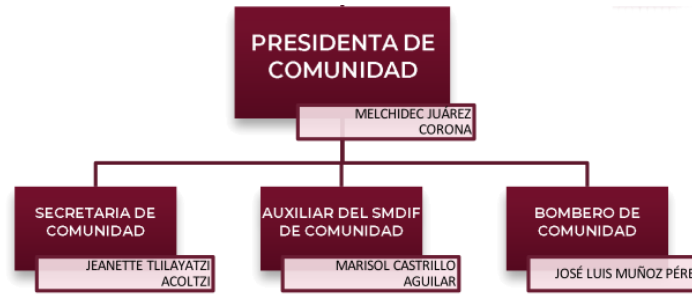 PRESIDENTA DE
COMUNIDAD
MELCHIDEC JUÁREZ
CORONA
SECRETARIA DE
COMUNIDAD
JEANETTE TLILAYATZI
ACOLTZI
AUXILIAR DEL SMDIF
DE COMUNIDAD
MARISOL CASTRILLO
AGUILAR
BOMBERO DE
COMUNIDAD
JOSÉ LUIS MUÑOZ PÉRE